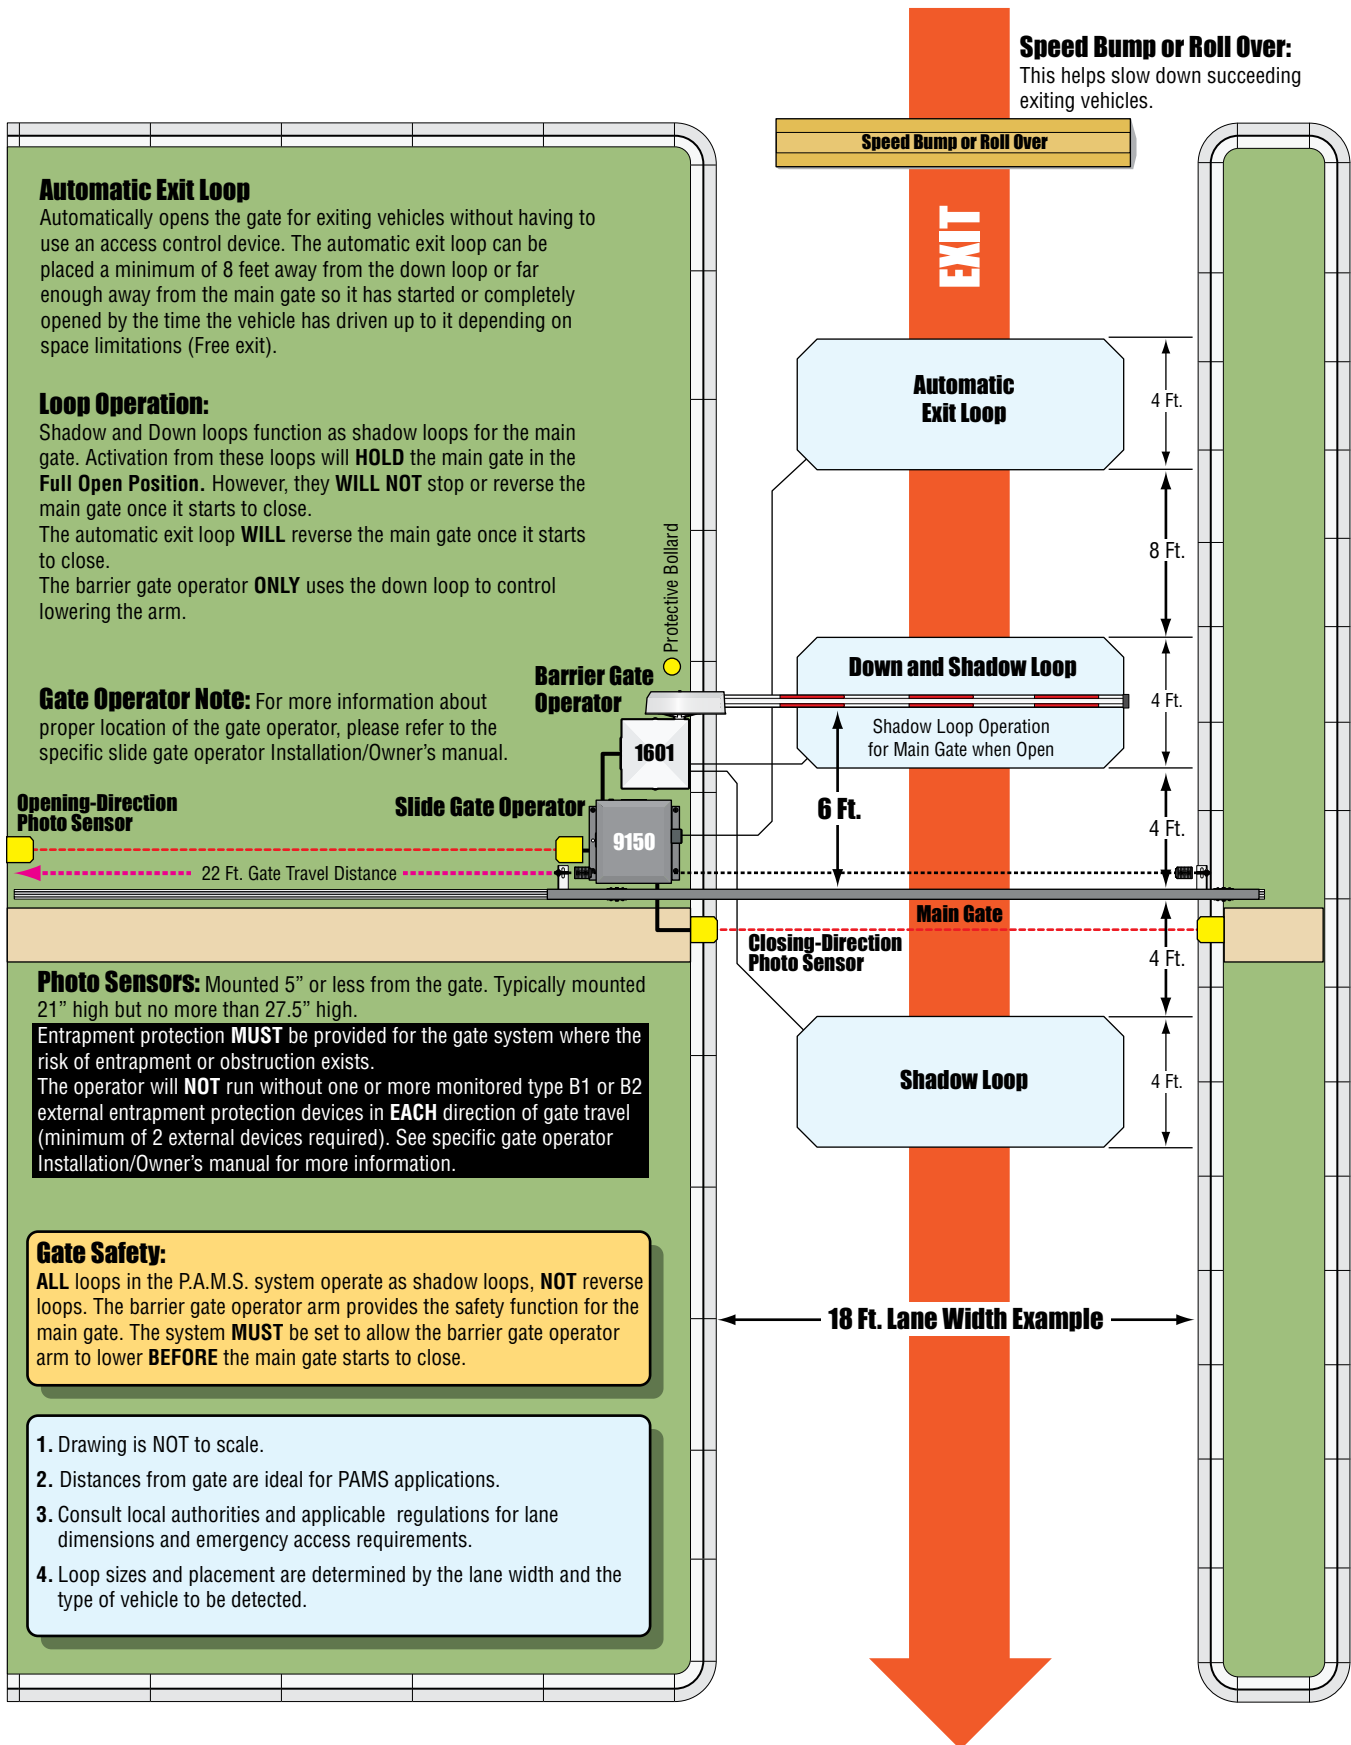 Speed Bump or Roll Over:
This helps slow down succeeding
exiting vehicles.
Speed Bump or Roll Over
EXIT
Automatic Exit Loop
Automatically opens the gate for exiting vehicles without having to
use an access control device. The automatic exit loop can be
placed a minimum of 8 feet away from the down loop or far
enough away from the main gate so it has started or completely
opened by the time the vehicle has driven up to it depending on
space limitations (Free exit).
Loop Operation:
Shadow and Down loops function as shadow loops for the main
gate. Activation from these loops will HOLD the main gate in the
Full Open Position. However, they WILL NOT stop or reverse the
main gate once it starts to close.
The automatic exit loop WILL reverse the main gate once it starts
to close.
The barrier gate operator ONLY uses the down loop to control
lowering the arm.
Gate Operator Note: For more information about
proper location of the gate operator, please refer to the
specific slide gate operator Installation/Owner's manual.
Automatic
Exit Loop
4 Ft.
8 Ft.
Protective Bollard
Barrier Gate
Operator
1601
Down and Shadow Loop
Shadow Loop Operation
for Main Gate when Open
4 Ft.
6 Ft.
4 Ft.
Opening-Direction
Photo Sensor
Slide Gate Operator
9150
22 Ft. Gate Travel Distance
Main Gate
Closing-Direction
Photo Sensor
4 Ft.
Shadow Loop
4 Ft.
Photo Sensors: Mounted 5” or less from the gate. Typically mounted
21” high but no more than 27.5” high.
Entrapment protection MUST be provided for the gate system where the
risk of entrapment or obstruction exists.
The operator will NOT run without one or more monitored type B1 or B2
external entrapment protection devices in EACH direction of gate travel
(minimum of 2 external devices required). See specific gate operator
Installation/Owner's manual for more information.
Gate Safety:
ALL loops in the P.A.M.S. system operate as shadow loops, NOT reverse
loops. The barrier gate operator arm provides the safety function for the
main gate. The system MUST be set to allow the barrier gate operator
arm to lower BEFORE the main gate starts to close.
18 Ft. Lane Width Example
1. Drawing is NOT to scale.
2. Distances from gate are ideal for PAMS applications.
3. Consult local authorities and applicable regulations for lane
dimensions and emergency access requirements.
4. Loop sizes and placement are determined by the lane width and the
type of vehicle to be detected.